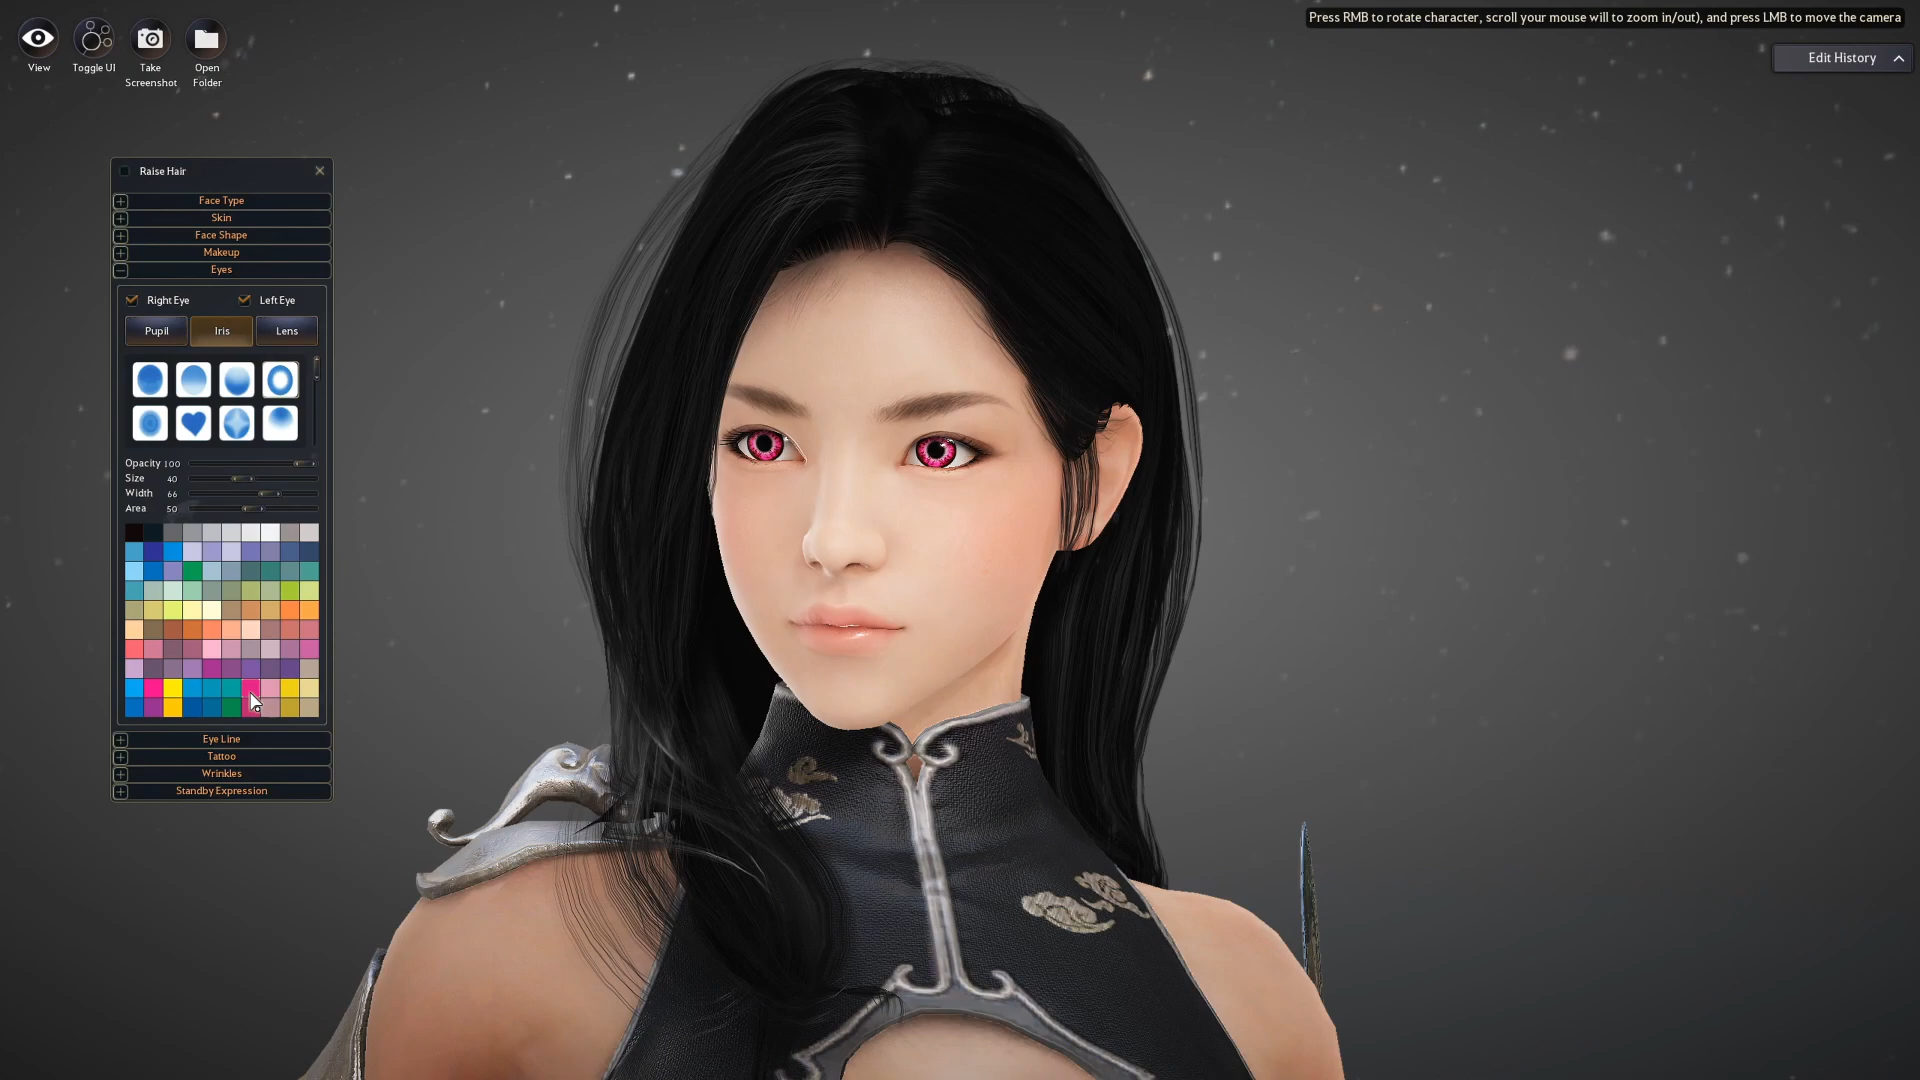 Press RMB to rotate character, scroll your mouse will to zoom in/out), and press LMB to move the camera
View
Toggle UI
Take Screenshot
Open Folder
Edit History
Raise Hair
Face Type
Skin
Face Shape
Makeup
Eyes
Right Eye Left Eye
Pupil Iris Lens
Opacity 100
Size 40
Width 66
Area 50
Eye Line
Tattoo
Wrinkles
Standby Expression